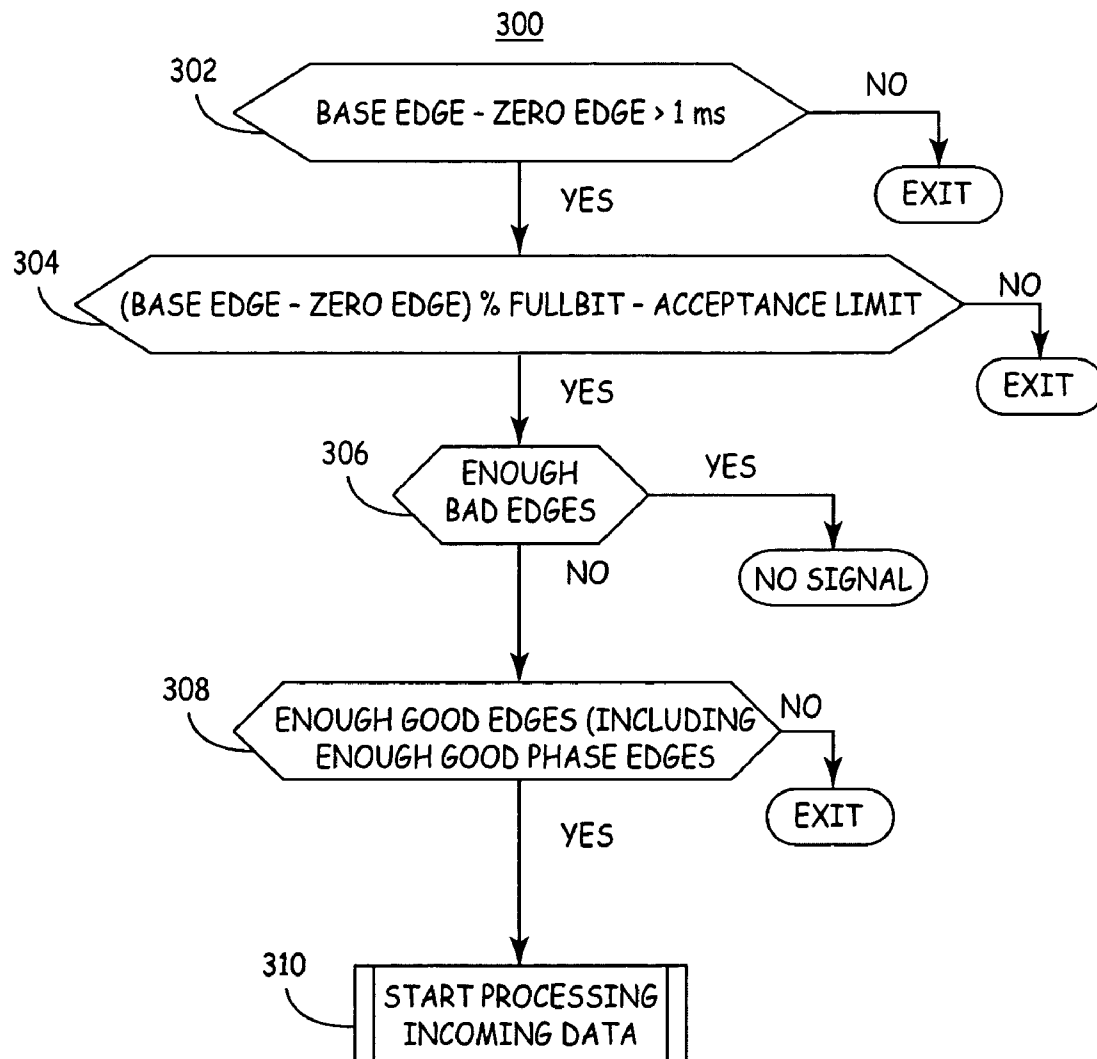 300
302
BASE EDGE - ZERO EDGE > 1 ms
NO
EXIT
YES
304
(BASE EDGE - ZERO EDGE) % FULLBIT - ACCEPTANCE LIMIT
NO
EXIT
YES
306
ENOUGH
BAD EDGES
YES
NO SIGNAL
NO
308
ENOUGH GOOD EDGES (INCLUDING
ENOUGH GOOD PHASE EDGES
NO
EXIT
YES
310
START PROCESSING
INCOMING DATA